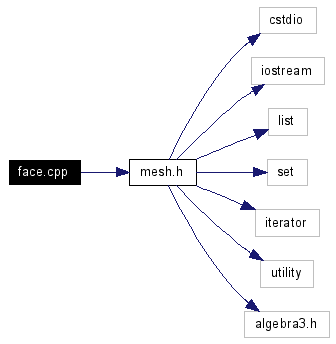 cstdio
iostream
list
face.cpp
mesh.h
set
iterator
utility
algebra3.h